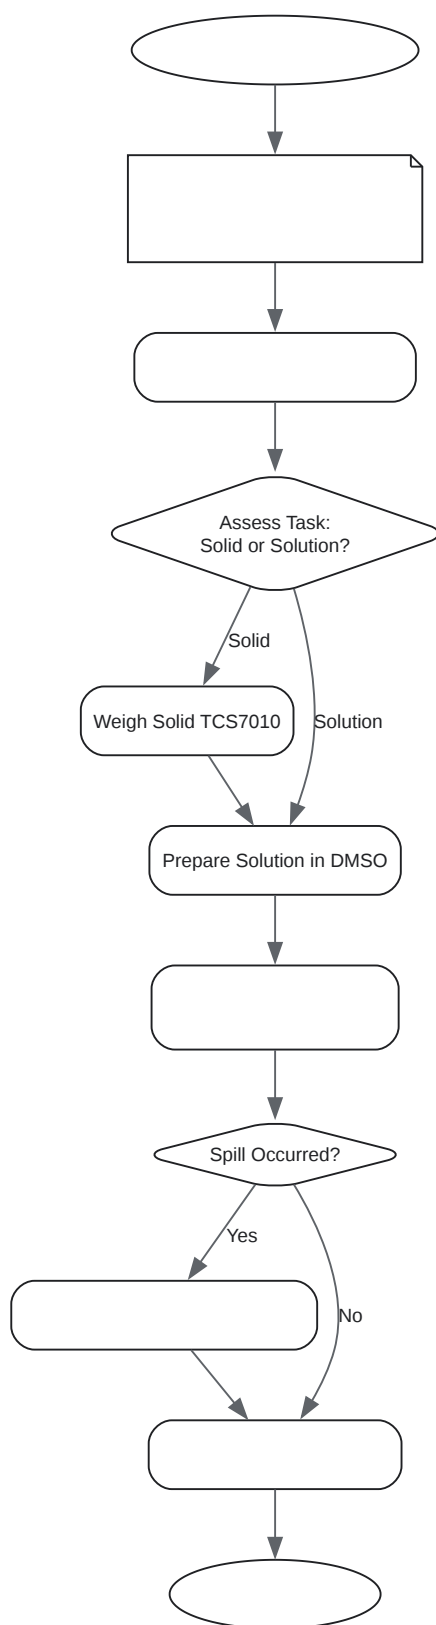 Assess Task:
Solid or Solution?
Solid
Weigh Solid TCS7010
Solution
Prepare Solution in DMSO
Spill Occurred?
Yes
No